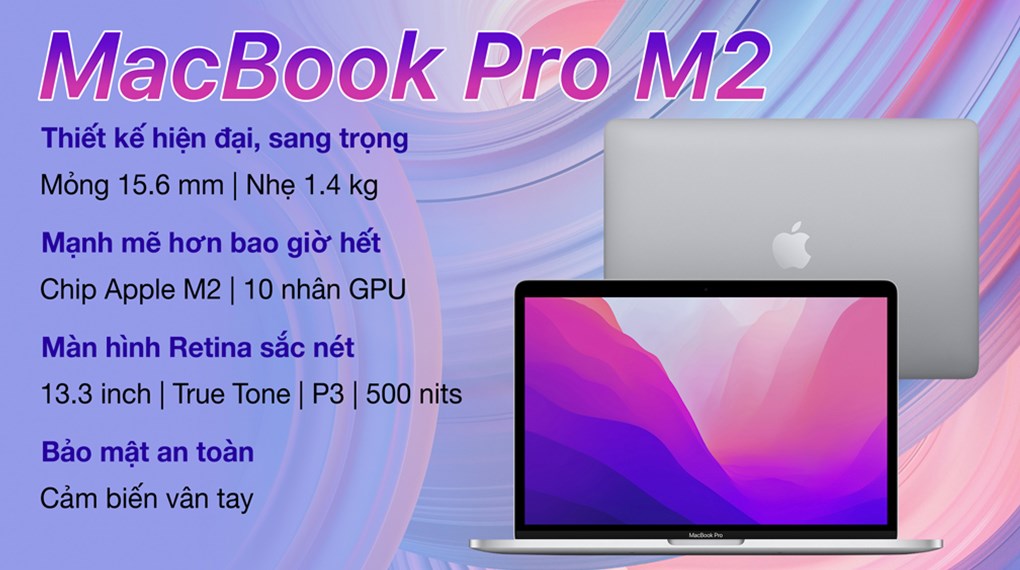 MacBook Pro M2
Thiết kế hiện đại, sang trọng
Mỏng 15.6 mm | Nhẹ 1.4 kg
Mạnh mẽ hơn bao giờ hết
Chip Apple M2 | 10 nhân GPU
Màn hình Retina sắc nét
13.3 inch | True Tone | P3 | 500 nits
Bảo mật an toàn
Cảm biến vân tay
MacBook Pro